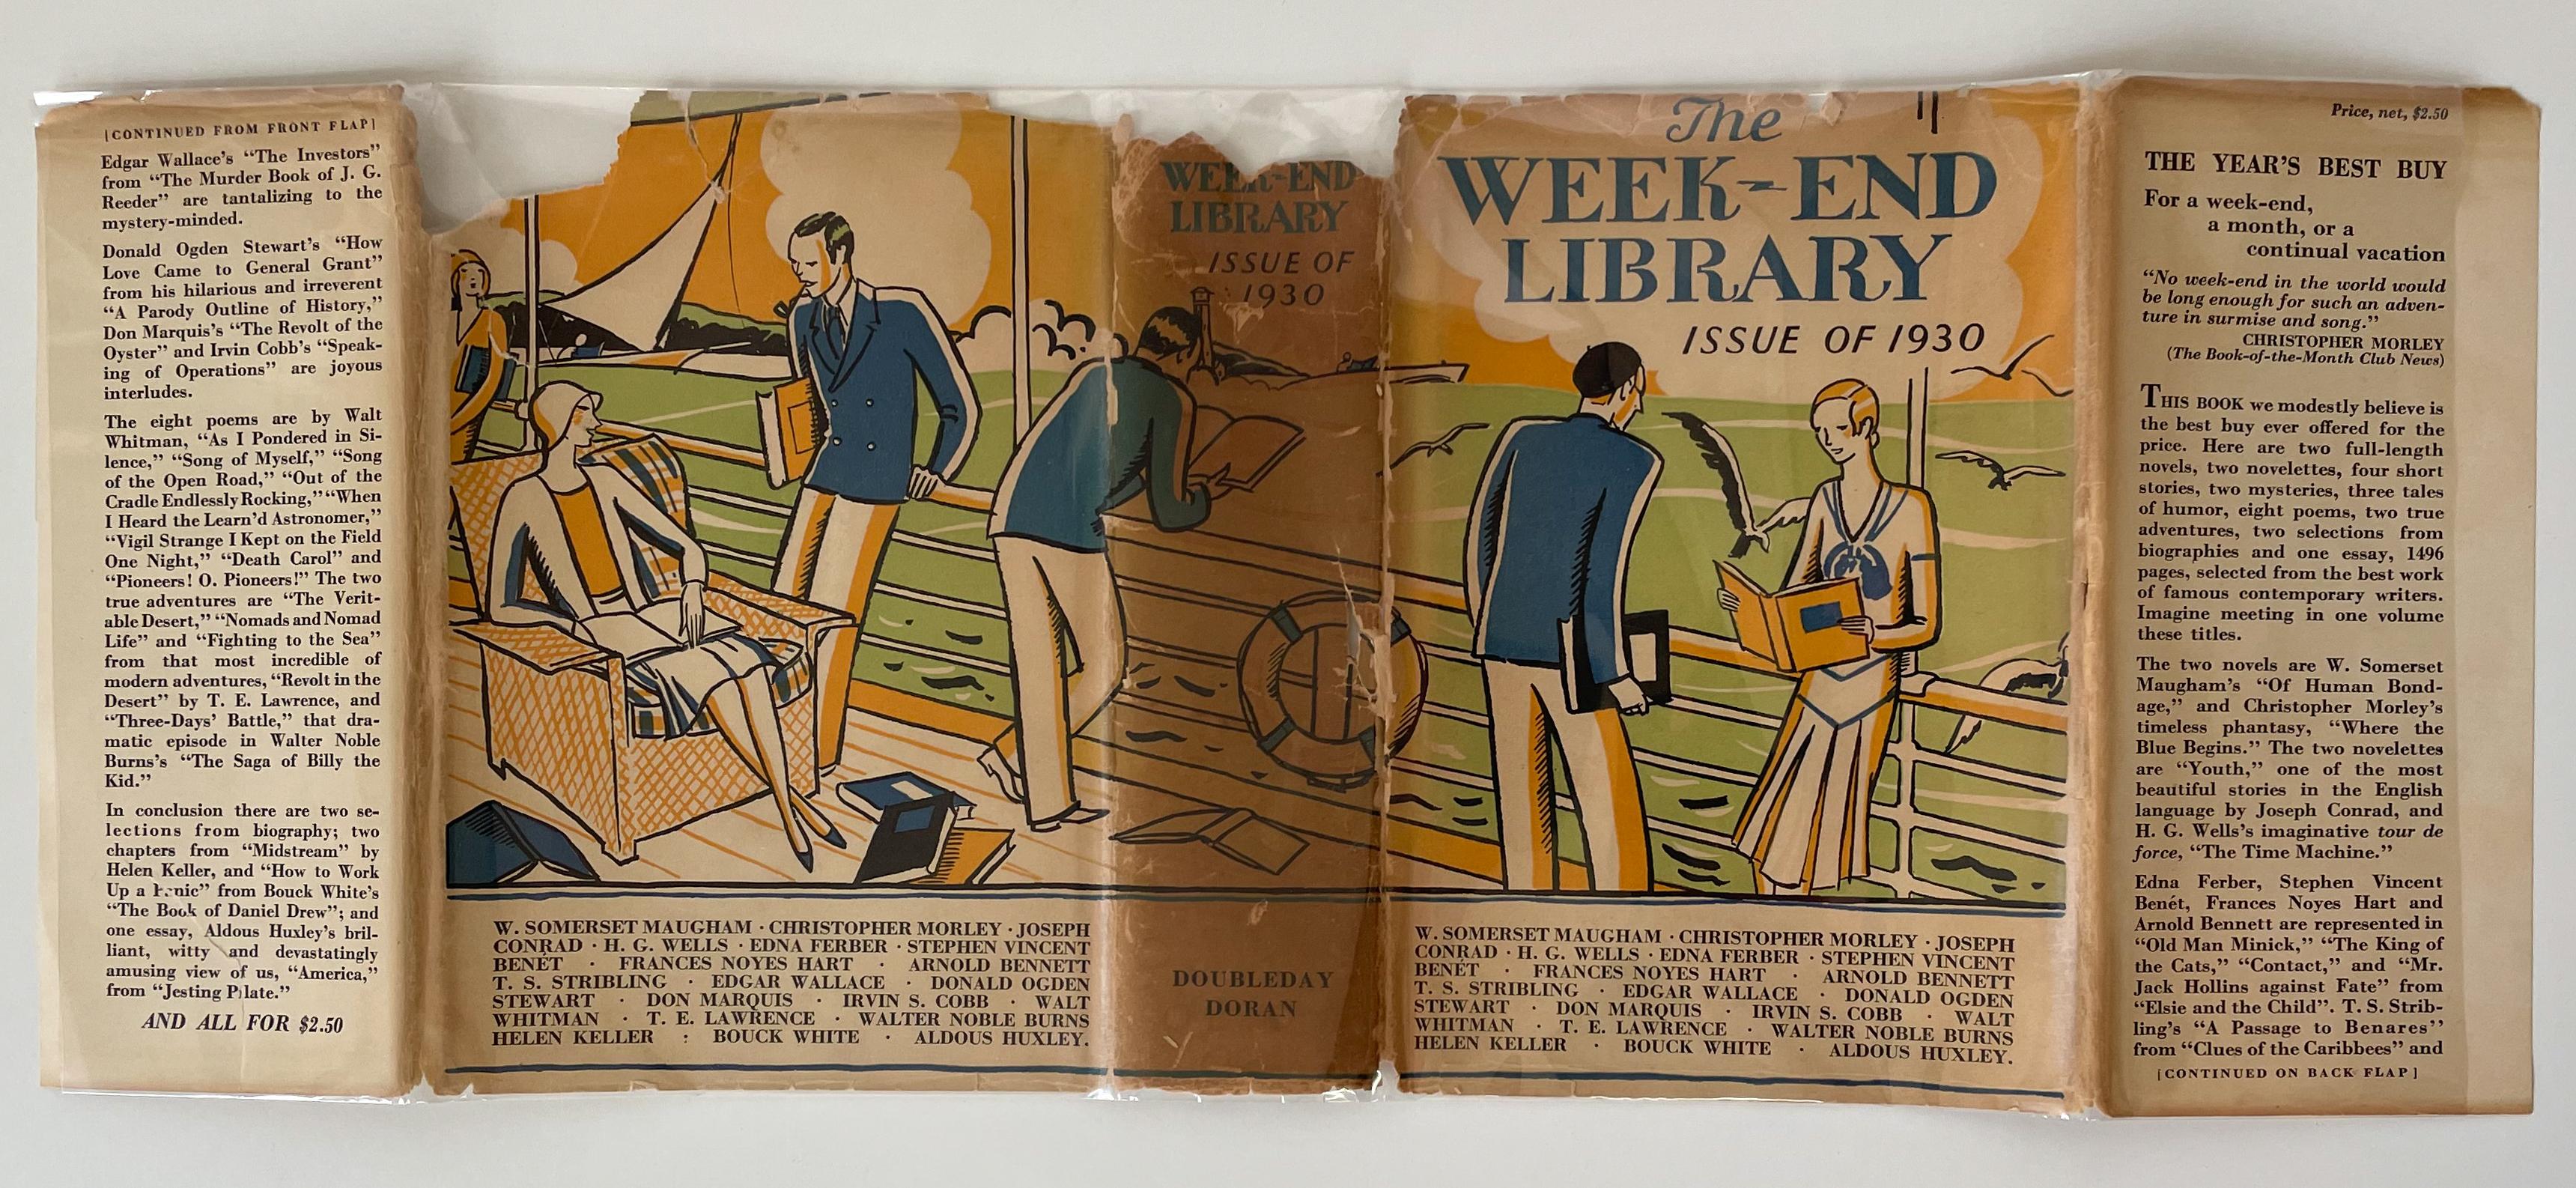 [CONTINUED FROM FRONT FLAP]
Edgar Wallace's “The Investors”
from “The Murder Book of J. G.
Reeder” are tantalizing to the
mystery-minded.
Donald Ogden Stewart's “How
Love Came to General Grant”
from his hilarious and irreverent
“A Parody Outline of History,”
Don Marquis's “The Revolt of the
Oyster” and Irvin Cobb's “Speak-
ing of Operations” are joyous
interludes.
The eight poems are by Walt
Whitman, “As I Pondered in Si-
lence,” “Song of Myself,” “Song
of the Open Road,” “Out of the
Cradle Endlessly Rocking,” “When
I Heard the Learn'd Astronomer,”
“Vigil Strange I Kept on the Field
One Night,” “Death Carol” and
“Pioneers! O. Pioneers!” The two
true adventures are “The Verit-
able Desert,” “Nomads and Nomad
Life” and “Fighting to the Sea”
from that most incredible of
modern adventures, “Revolt in the
Desert” by T. E. Lawrence, and
“Three-Days' Battle,” that dra-
matic episode in Walter Noble
Burns's “The Saga of Billy the
Kid.”
In conclusion there are two se-
lections from biography; two
chapters from “Midstream” by
Helen Keller, and “How to Work
Up a Panic” from Bouck White's
“The Book of Daniel Drew”; and
one essay, Aldous Huxley's bril-
liant, witty and devastatingly
amusing view of us, “America,”
from “Jesting Pilate.”
AND ALL FOR $2.50
W. SOMERSET MAUGHAM · CHRISTOPHER MORLEY · JOSEPH
CONRAD · H. G. WELLS · EDNA FERBER · STEPHEN VINCENT
BENÉT · FRANCES NOYES HART · ARNOLD BENNETT
T. S. STRIBLING · EDGAR WALLACE · DONALD OGDEN
STEWART · DON MARQUIS · IRVIN S. COBB · WALT
WHITMAN · T. E. LAWRENCE · WALTER NOBLE BURNS
HELEN KELLER : BOUCK WHITE · ALDOUS HUXLEY.
WEEK-END
LIBRARY
ISSUE OF
1930
DOUBLEDAY
DORAN
The
WEEK-END
LIBRARY
ISSUE OF 1930
W. SOMERSET MAUGHAM · CHRISTOPHER MORLEY · JOSEPH
CONRAD · H. G. WELLS · EDNA FERBER · STEPHEN VINCENT
BENÉT · FRANCES NOYES HART · ARNOLD BENNETT
T. S. STRIBLING · EDGAR WALLACE · DONALD OGDEN
STEWART · DON MARQUIS · IRVIN S. COBB · WALT
WHITMAN · T. E. LAWRENCE · WALTER NOBLE BURNS
HELEN KELLER · BOUCK WHITE · ALDOUS HUXLEY.
Price, net, $2.50
THE YEAR'S BEST BUY
For a week-end,
a month, or a
continual vacation
“No week-end in the world would
be long enough for such an adven-
ture in surmise and song.”
CHRISTOPHER MORLEY
(The Book-of-the-Month Club News)
THIS BOOK we modestly believe is
the best buy ever offered for the
price. Here are two full-length
novels, two novelettes, four short
stories, two mysteries, three tales
of humor, eight poems, two true
adventures, two selections from
biographies and one essay, 1496
pages, selected from the best work
of famous contemporary writers.
Imagine meeting in one volume
these titles.
The two novels are W. Somerset
Maugham's “Of Human Bond-
age,” and Christopher Morley's
timeless phantasy, “Where the
Blue Begins.” The two novelettes
are “Youth,” one of the most
beautiful stories in the English
language by Joseph Conrad, and
H. G. Wells's imaginative tour de
force, “The Time Machine.”
Edna Ferber, Stephen Vincent
Benét, Frances Noyes Hart and
Arnold Bennett are represented in
“Old Man Minick,” “The King of
the Cats,” “Contact,” and “Mr.
Jack Hollins against Fate” from
“Elsie and the Child”. T. S. Strib-
ling's “A Passage to Benares”
from “Clues of the Caribbees” and
[CONTINUED ON BACK FLAP]